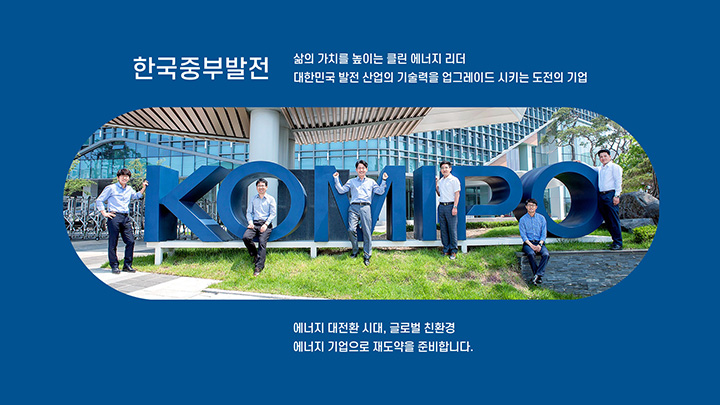 한국중부발전
삶의 가치를 높이는 클린 에너지 리더
대한민국 발전 산업의 기술력을 업그레이드 시키는 도전의 기업
KOMIPO
에너지 대전환 시대, 글로벌 친환경
에너지 기업으로 재도약을 준비합니다.